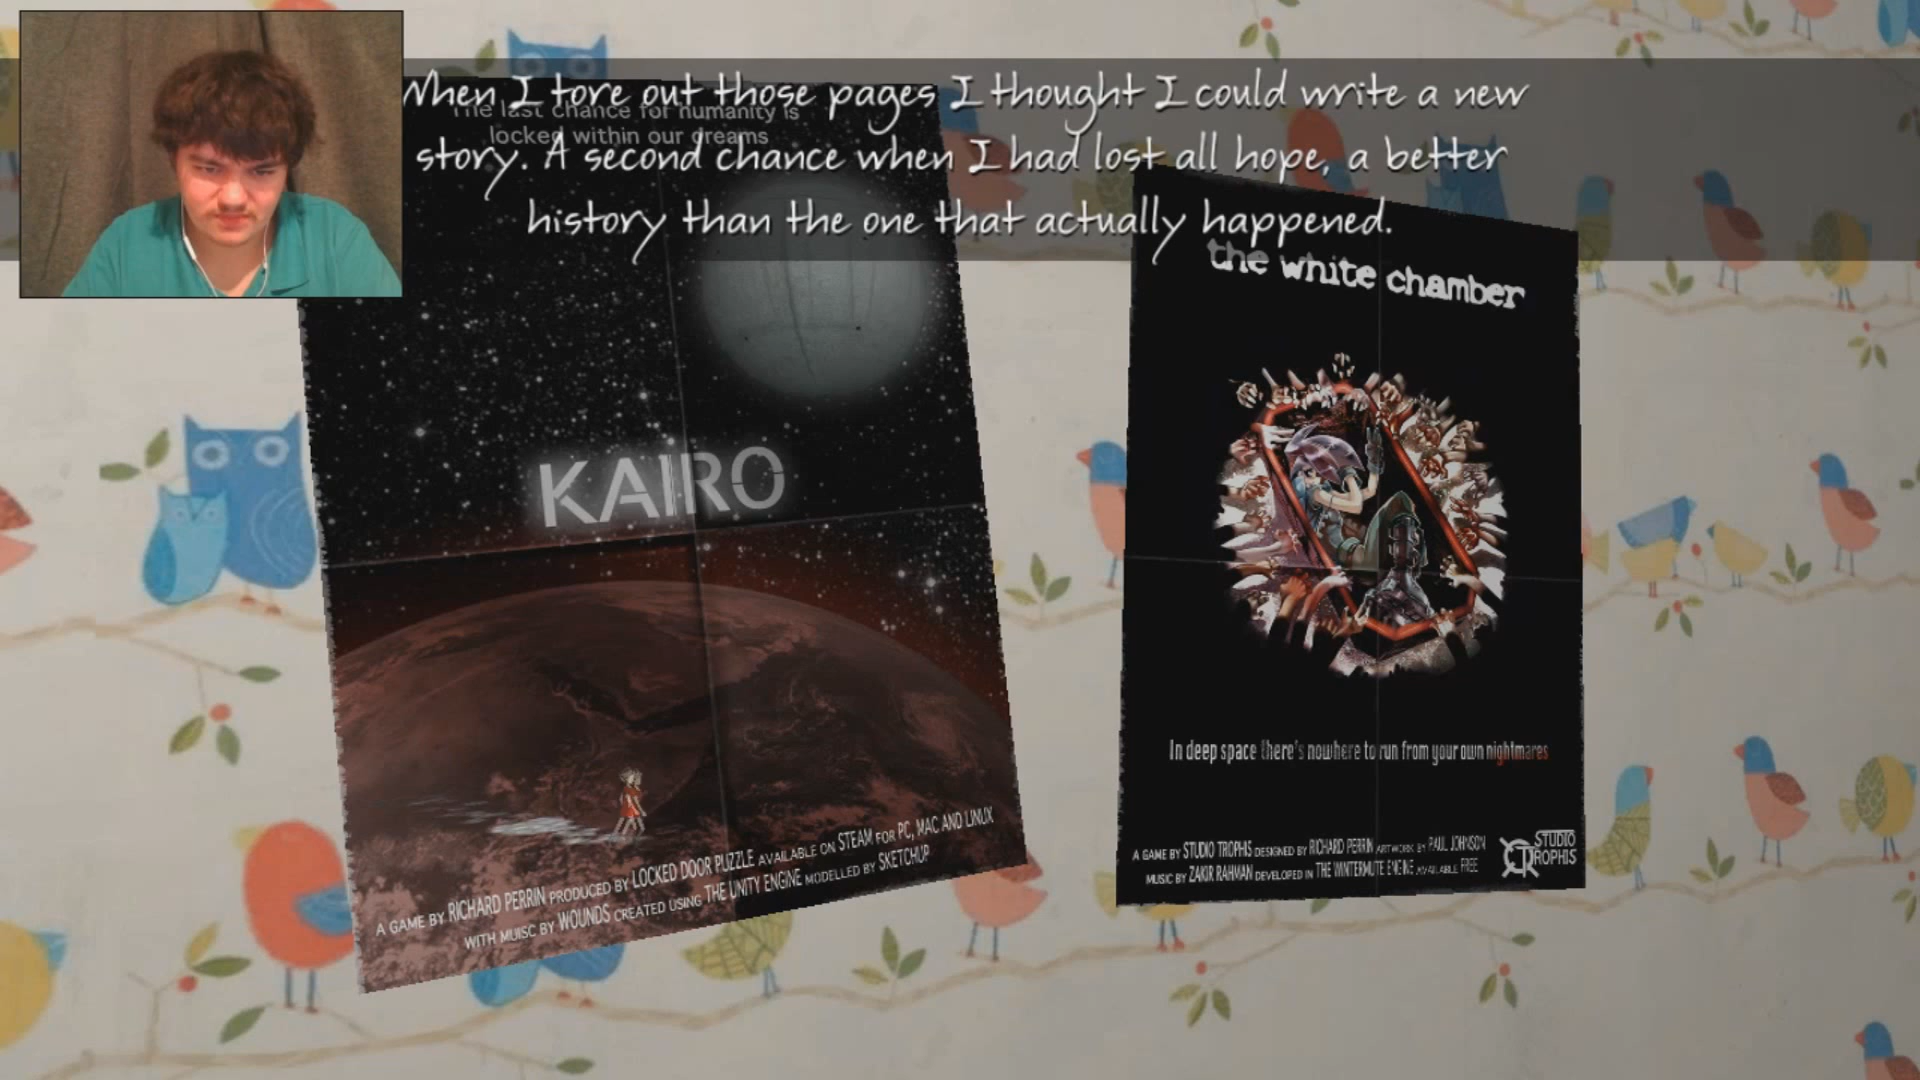 When I tore out those pages I thought I could write a new
story. A second chance when I had lost all hope, a better
history than the one that actually happened.
The last chance for humanity is
locked within our dreams
KAIRO
A GAME BY RICHARD PERRIN PRODUCED BY LOCKED DOOR PUZZLE AVAILABLE ON STEAM FOR PC, MAC AND LINUX
WITH MUISC BY WOUNDS CREATED USING THE UNITY ENGINE MODELLED BY SKETCHUP
the white chamber
In deep space there's nowhere to run from your own nightmares
A GAME BY STUDIO TROPHIS DESIGNED BY RICHARD PERRIN ARTWORK BY PAUL JOHNSON
MUSIC BY ZAKIR RAHMAN DEVELOPED IN THE WINTERMUTE ENGINE AVAILABLE FREE
STUDIO
TROPHIS